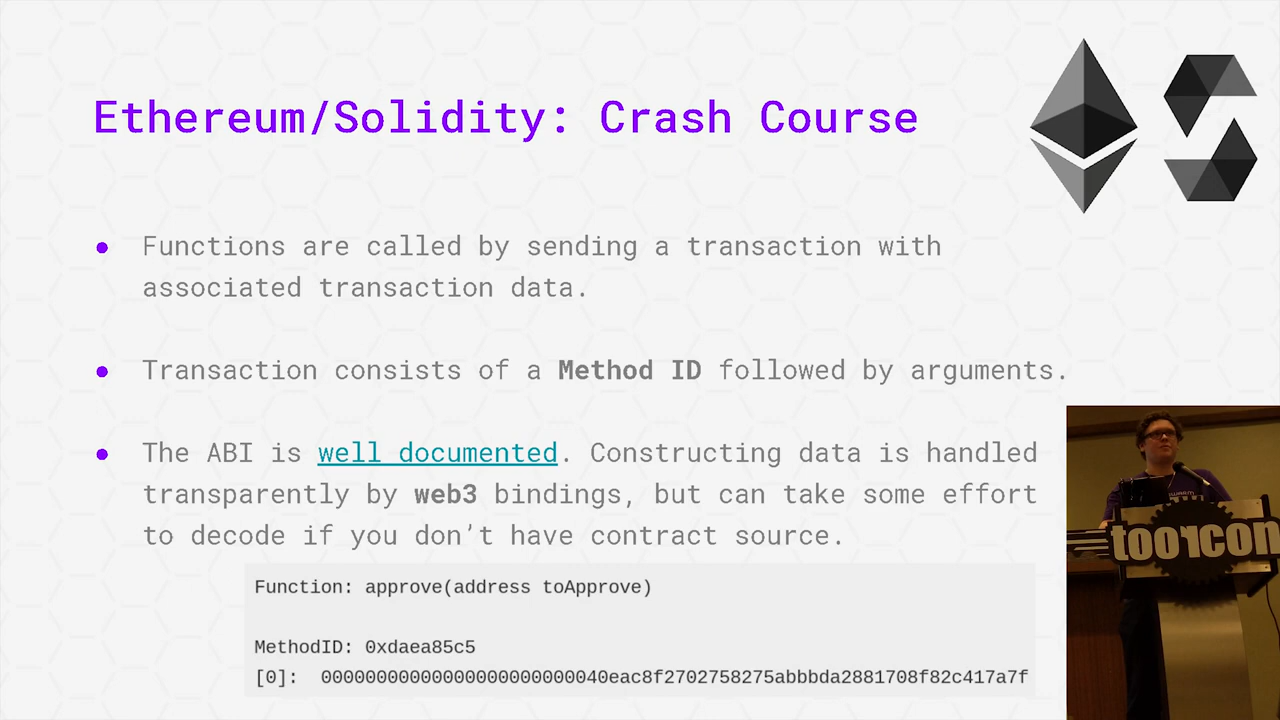 Ethereum/Solidity: Crash Course
● Functions are called by sending a transaction with
associated transaction data.
● Transaction consists of a Method ID followed by arguments.
● The ABI is well documented. Constructing data is handled
transparently by web3 bindings, but can take some effort
to decode if you don’t have contract source.
Function: approve(address toApprove)
MethodID: 0xdaea85c5
[0]: 00000000000000000000000040eac8f2702758275abbbda2881708f82c417a7f
toorcon